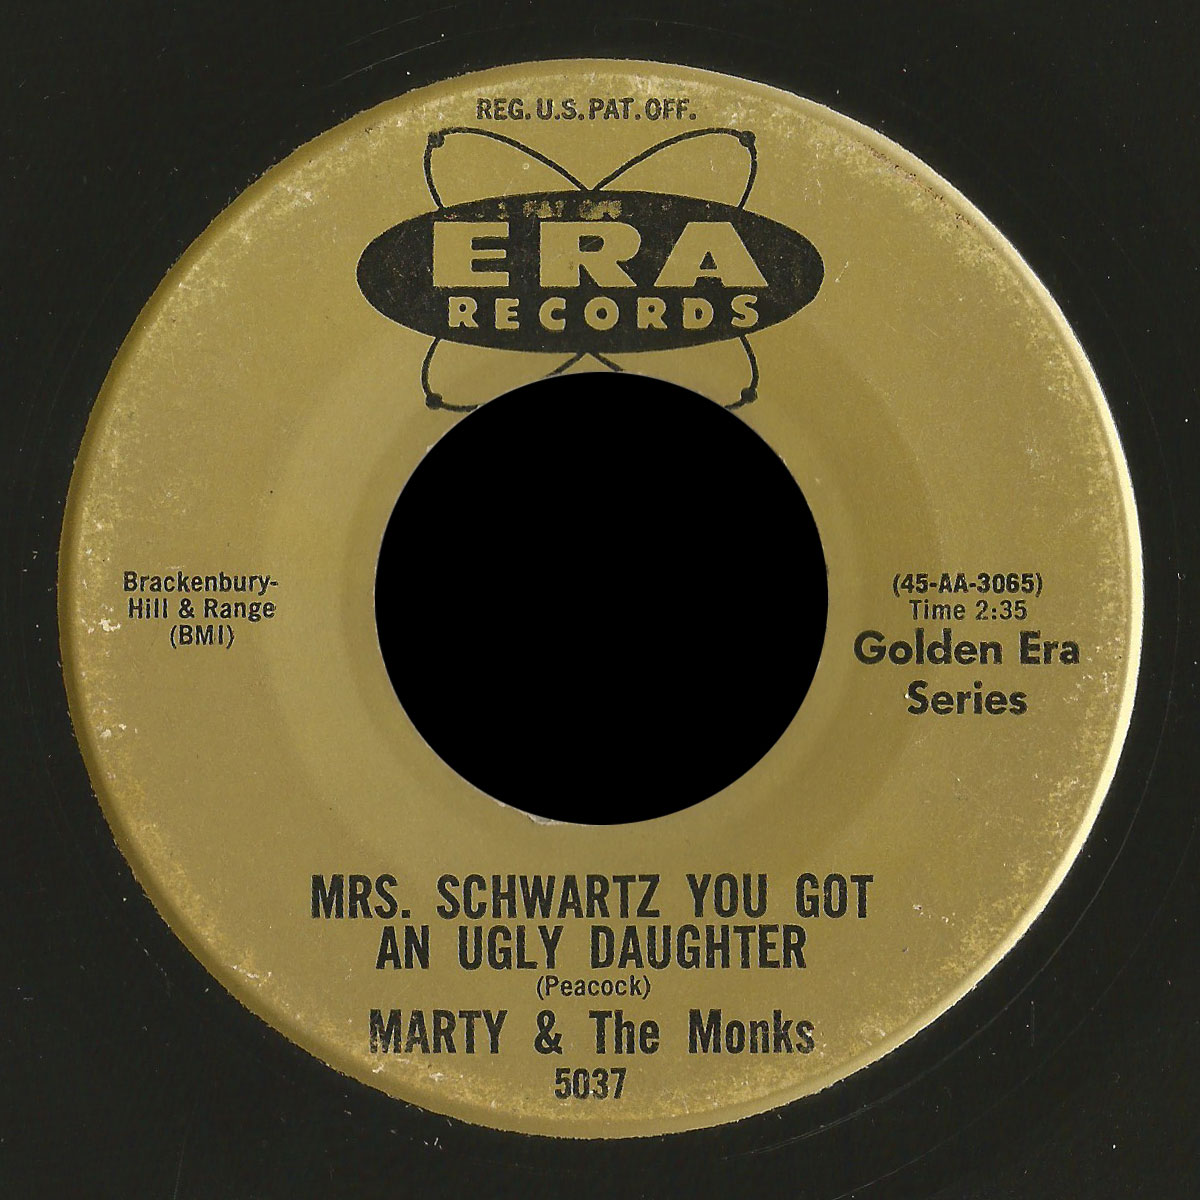 REG. U.S. PAT. OFF.
ERA
RECORDS
Brackenbury-
Hill & Range
(BMI)
(45-AA-3065)
Time 2:35
Golden Era
Series
MRS. SCHWARTZ YOU GOT
AN UGLY DAUGHTER
(Peacock)
MARTY & The Monks
5037